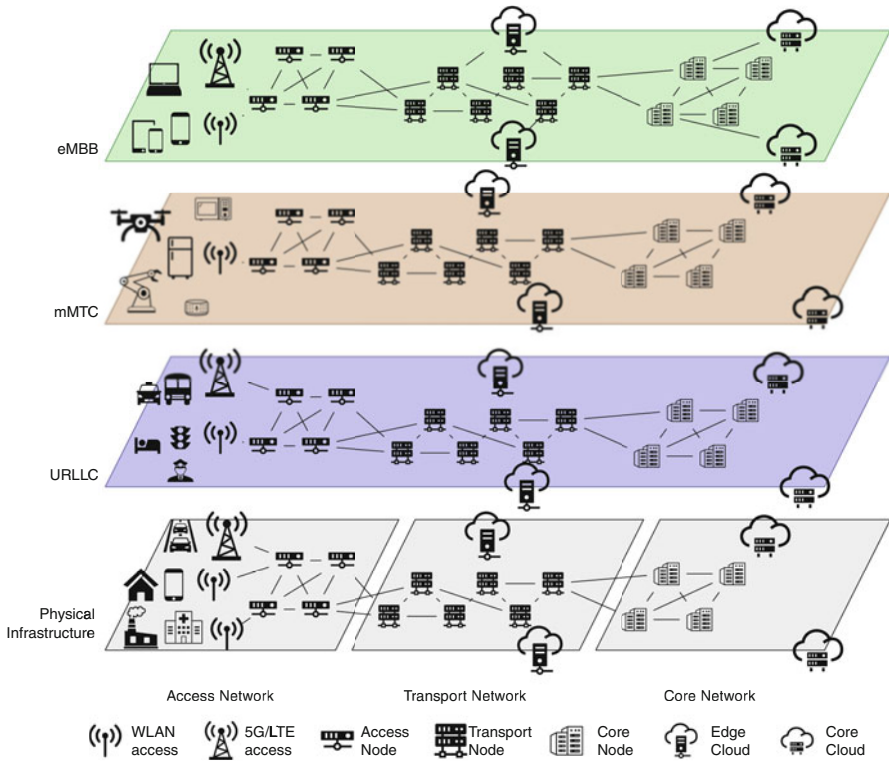 eMBB
mMTC
URLLC
Physical
Infrastructure
Access Network
Transport Network
Core Network
WLAN
access
5G/LTE
access
Access
Node
Transport
Node
Core
Node
Edge
Cloud
Core
Cloud